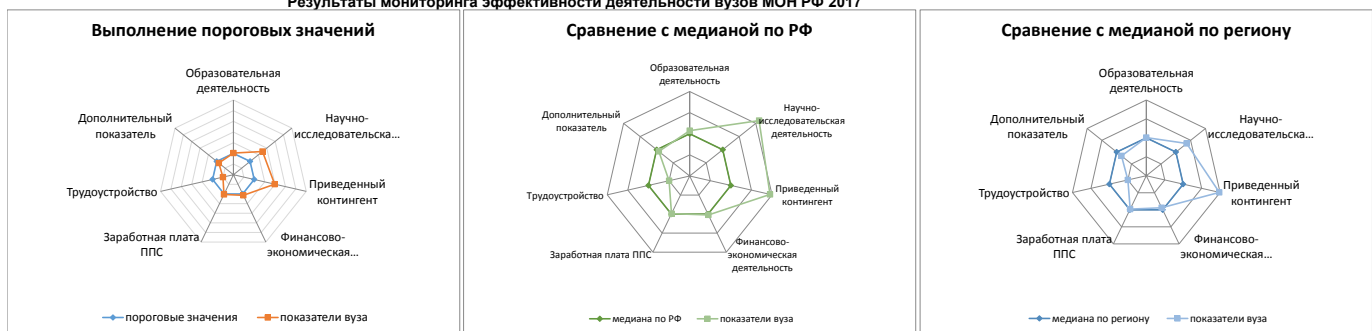 Результаты мониторинга эффективности деятельности вузов МОН РФ 2017
Выполнение пороговых значений
Образовательная
деятельность
Научно-
исследовательска...
Приведенный
контингент
Финансово-
экономическая...
Заработная плата
ППС
Трудоустройство
Дополнительный
показатель
пороговые значения
показатели вуза
Сравнение с медианой по РФ
Образовательная
деятельность
Научно-
исследовательская
деятельность
Приведенный
контингент
Финансово-
экономическая
деятельность
Заработная плата ППС
Трудоустройство
Дополнительный
показатель
медиана по РФ
показатели вуза
Сравнение с медианой по региону
Образовательная
деятельность
Научно-
исследовательска...
Приведенный
контингент
Финансово-
экономическая...
Заработная плата
ППС
Трудоустройство
Дополнительный
показатель
медиана по региону
показатели вуза